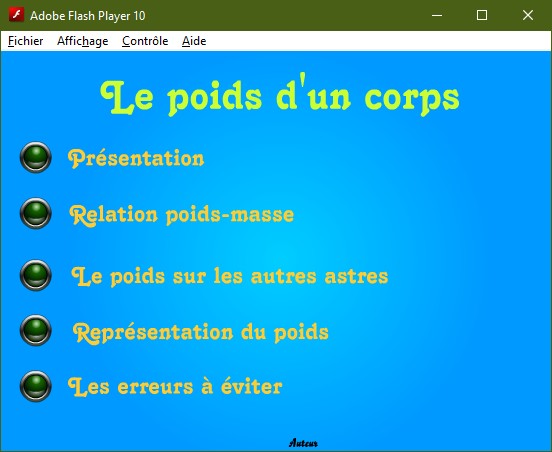 Adobe Flash Player 10
Fichier Affichage Contrôle Aide
Le poids d'un corps
Présentation
Relation poids-masse
Le poids sur les autres astres
Représentation du poids
Les erreurs à éviter
Auteur